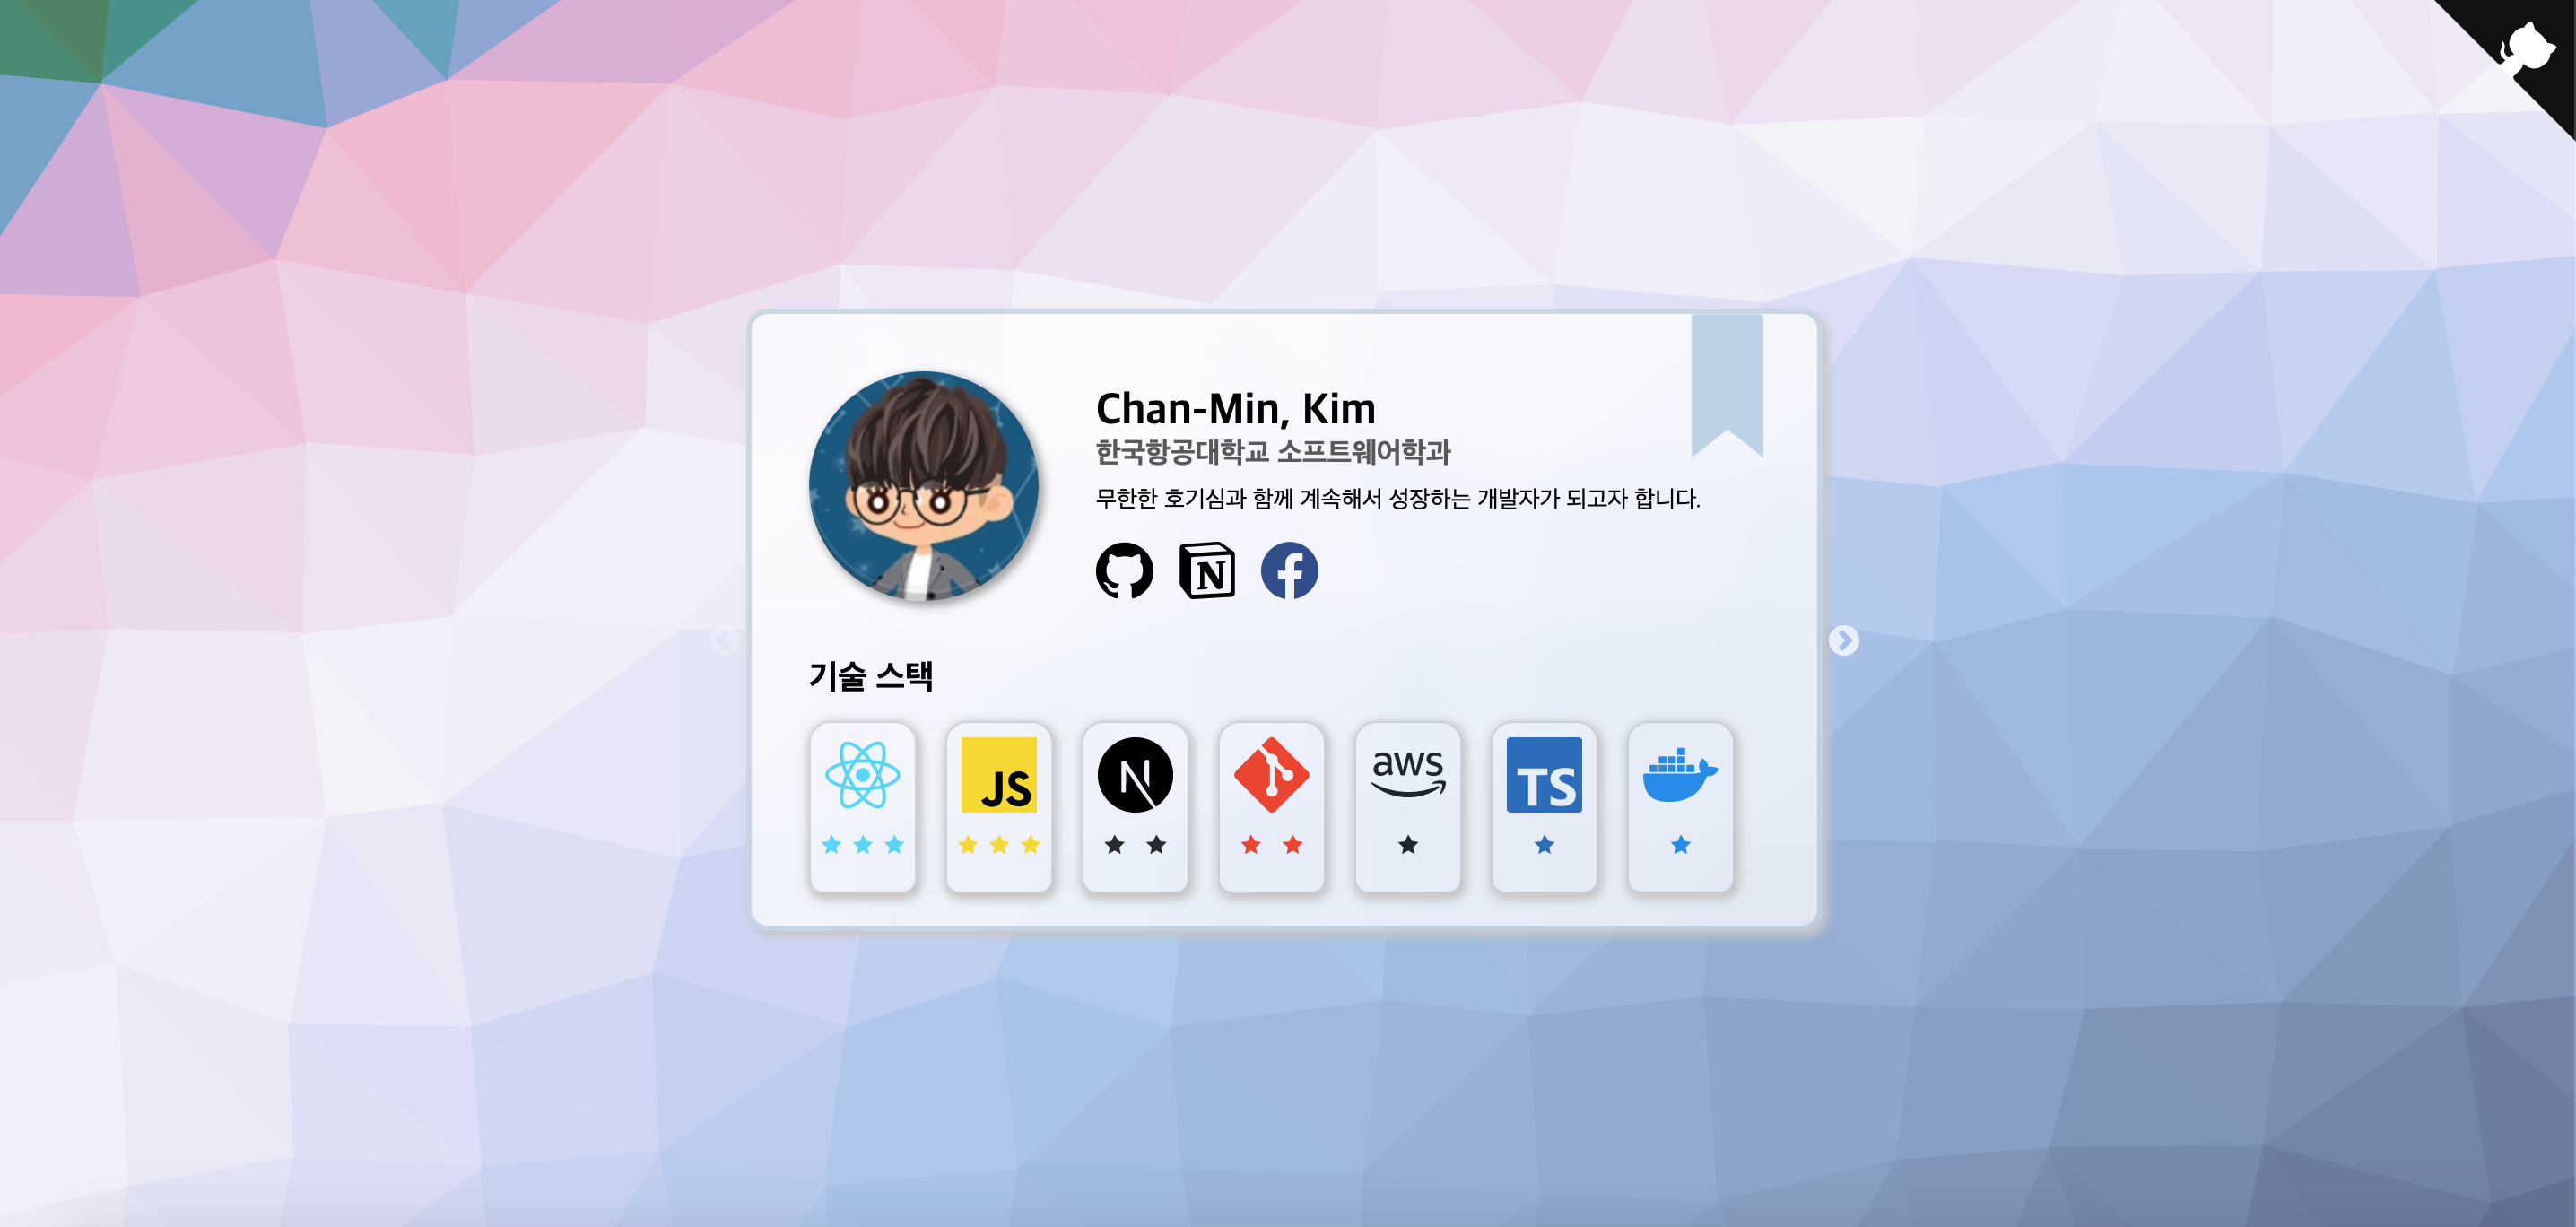 Chan-Min, Kim
한국항공대학교 소프트웨어학과
무한한 호기심과 함께 계속해서 성장하는 개발자가 되고자 합니다.
N
기술 스택
JS
N
aws
TS